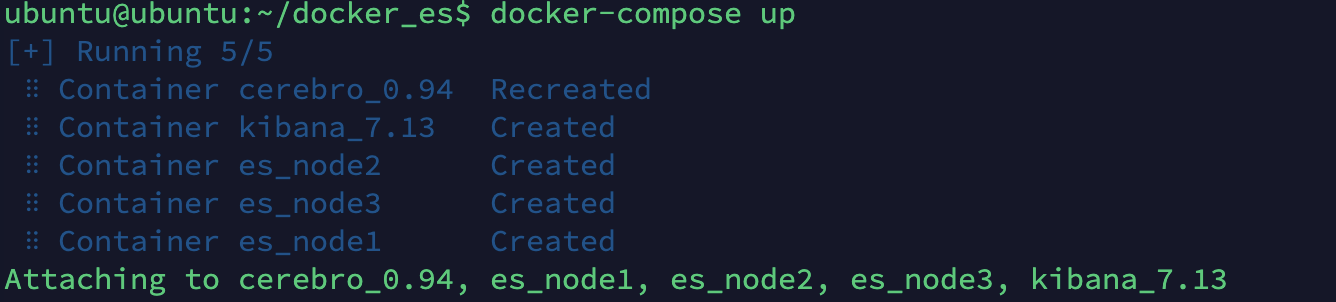 ubuntu@ubuntu:~/docker_es$ docker-compose up
[+] Running 5/5
⠿ Container cerebro_0.94  Recreated
⠿ Container kibana_7.13   Created
⠿ Container es_node2      Created
⠿ Container es_node3      Created
⠿ Container es_node1      Created
Attaching to cerebro_0.94, es_node1, es_node2, es_node3, kibana_7.13